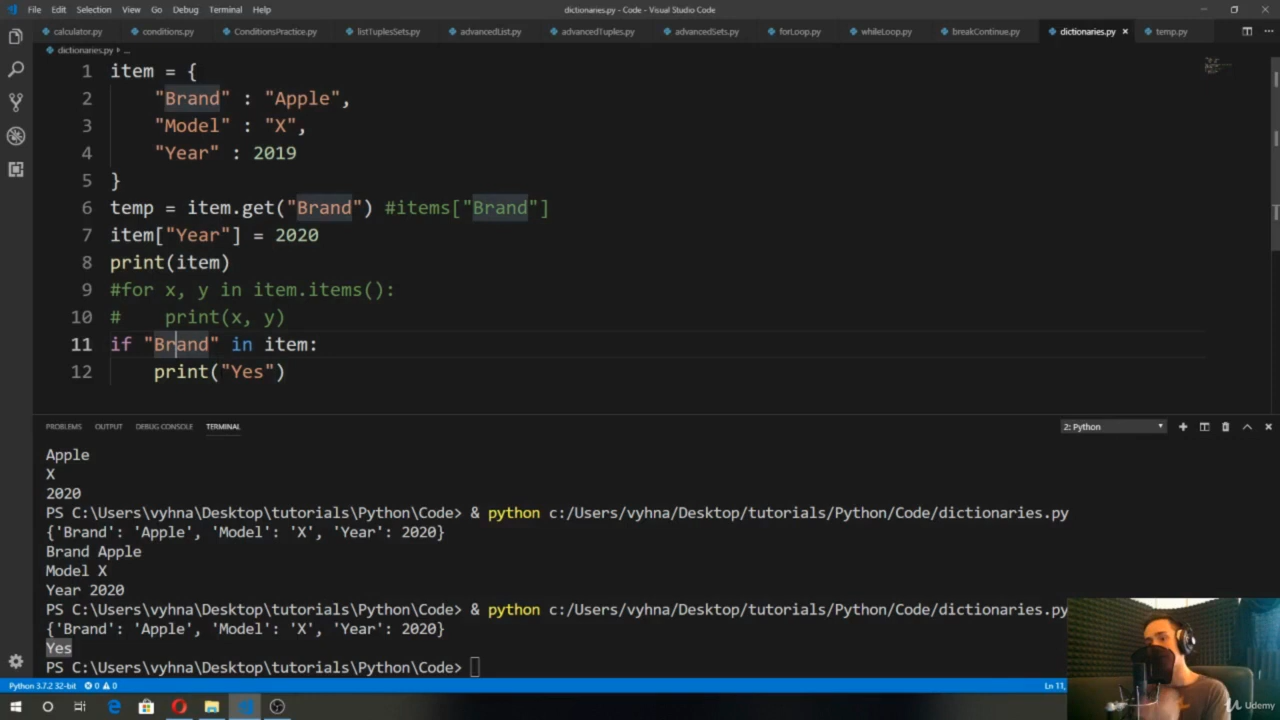 File Edit Selection View Go Debug Terminal Help
dictionaries.py - Code - Visual Studio Code
calculator.py conditions.py ConditionsPractice.py listTuplesSets.py advancedList.py advancedTuples.py advancedSets.py forLoop.py whileLoop.py breakContinue.py dictionaries.py temp.py
dictionaries.py > ...
1 item = {
2 "Brand" : "Apple",
3 "Model" : "X",
4 "Year" : 2019
5 }
6 temp = item.get("Brand") #items["Brand"]
7 item["Year"] = 2020
8 print(item)
9 #for x, y in item.items():
10 # print(x, y)
11 if "Brand" in item:
12 print("Yes")
PROBLEMS OUTPUT DEBUG CONSOLE TERMINAL
2: Python
Apple
X
2020
PS C:\Users\vyhna\Desktop\tutorials\Python\Code> & python c:/Users/vyhna/Desktop/tutorials/Python/Code/dictionaries.py
{'Brand': 'Apple', 'Model': 'X', 'Year': 2020}
Brand Apple
Model X
Year 2020
PS C:\Users\vyhna\Desktop\tutorials\Python\Code> & python c:/Users/vyhna/Desktop/tutorials/Python/Code/dictionaries.py
{'Brand': 'Apple', 'Model': 'X', 'Year': 2020}
Yes
PS C:\Users\vyhna\Desktop\tutorials\Python\Code>
Python 3.7.2 32-bit 0 0
Ln 11,
Udemy